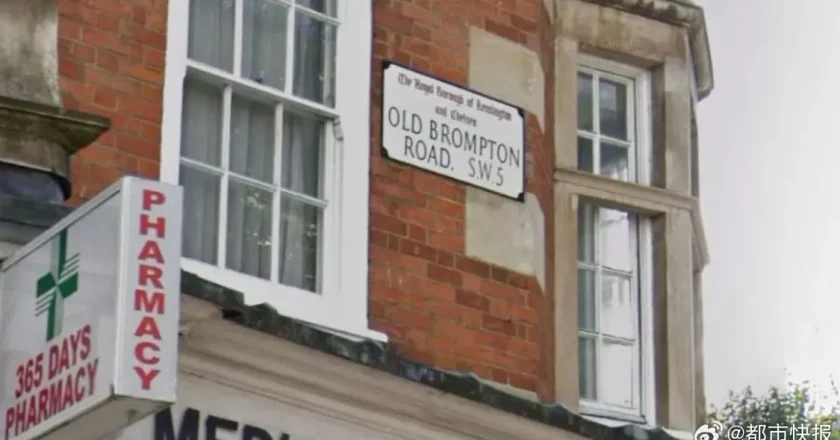 The Royal Borough of Kensington
and Chelsea
OLD BROMPTON
ROAD. S.W.5
PHARMACY
365 DAYS
PHARMACY
@都市快报